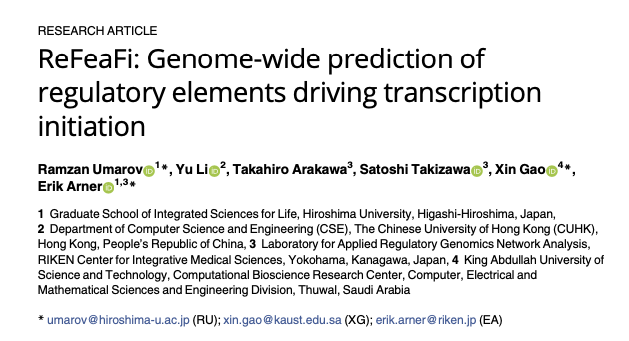 RESEARCH ARTICLE
ReFeaFi: Genome-wide prediction of
regulatory elements driving transcription
initiation
Ramzan Umarov iD 1*, Yu Li iD 2, Takahiro Arakawa3, Satoshi Takizawa iD 3, Xin Gao iD 4*,
Erik Arner iD 1,3*
1 Graduate School of Integrated Sciences for Life, Hiroshima University, Higashi-Hiroshima, Japan,
2 Department of Computer Science and Engineering (CSE), The Chinese University of Hong Kong (CUHK),
Hong Kong, People's Republic of China, 3 Laboratory for Applied Regulatory Genomics Network Analysis,
RIKEN Center for Integrative Medical Sciences, Yokohama, Kanagawa, Japan, 4 King Abdullah University of
Science and Technology, Computational Bioscience Research Center, Computer, Electrical and
Mathematical Sciences and Engineering Division, Thuwal, Saudi Arabia
* umarov@hiroshima-u.ac.jp (RU); xin.gao@kaust.edu.sa (XG); erik.arner@riken.jp (EA)